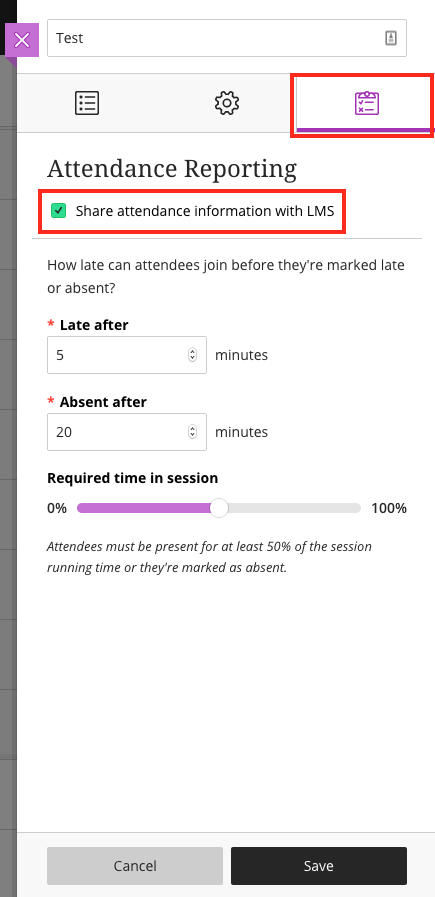 Test
Attendance Reporting
Share attendance information with LMS
How late can attendees join before they're marked late
or absent?
* Late after
5 minutes
* Absent after
20 minutes
Required time in session
0% 100%
Attendees must be present for at least 50% of the session
running time or they're marked as absent.
Cancel Save